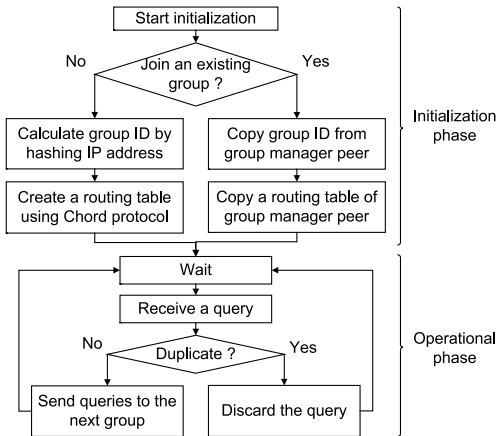 Start initialization
No
Join an existing
group ?
Yes
Calculate group ID by
hashing IP address
Copy group ID from
group manager peer
Initialization
phase
Create a routing table
using Chord protocol
Copy a routing table of
group manager peer
Wait
Receive a query
No
Duplicate ?
Yes
Operational
phase
Send queries to the
next group
Discard the query